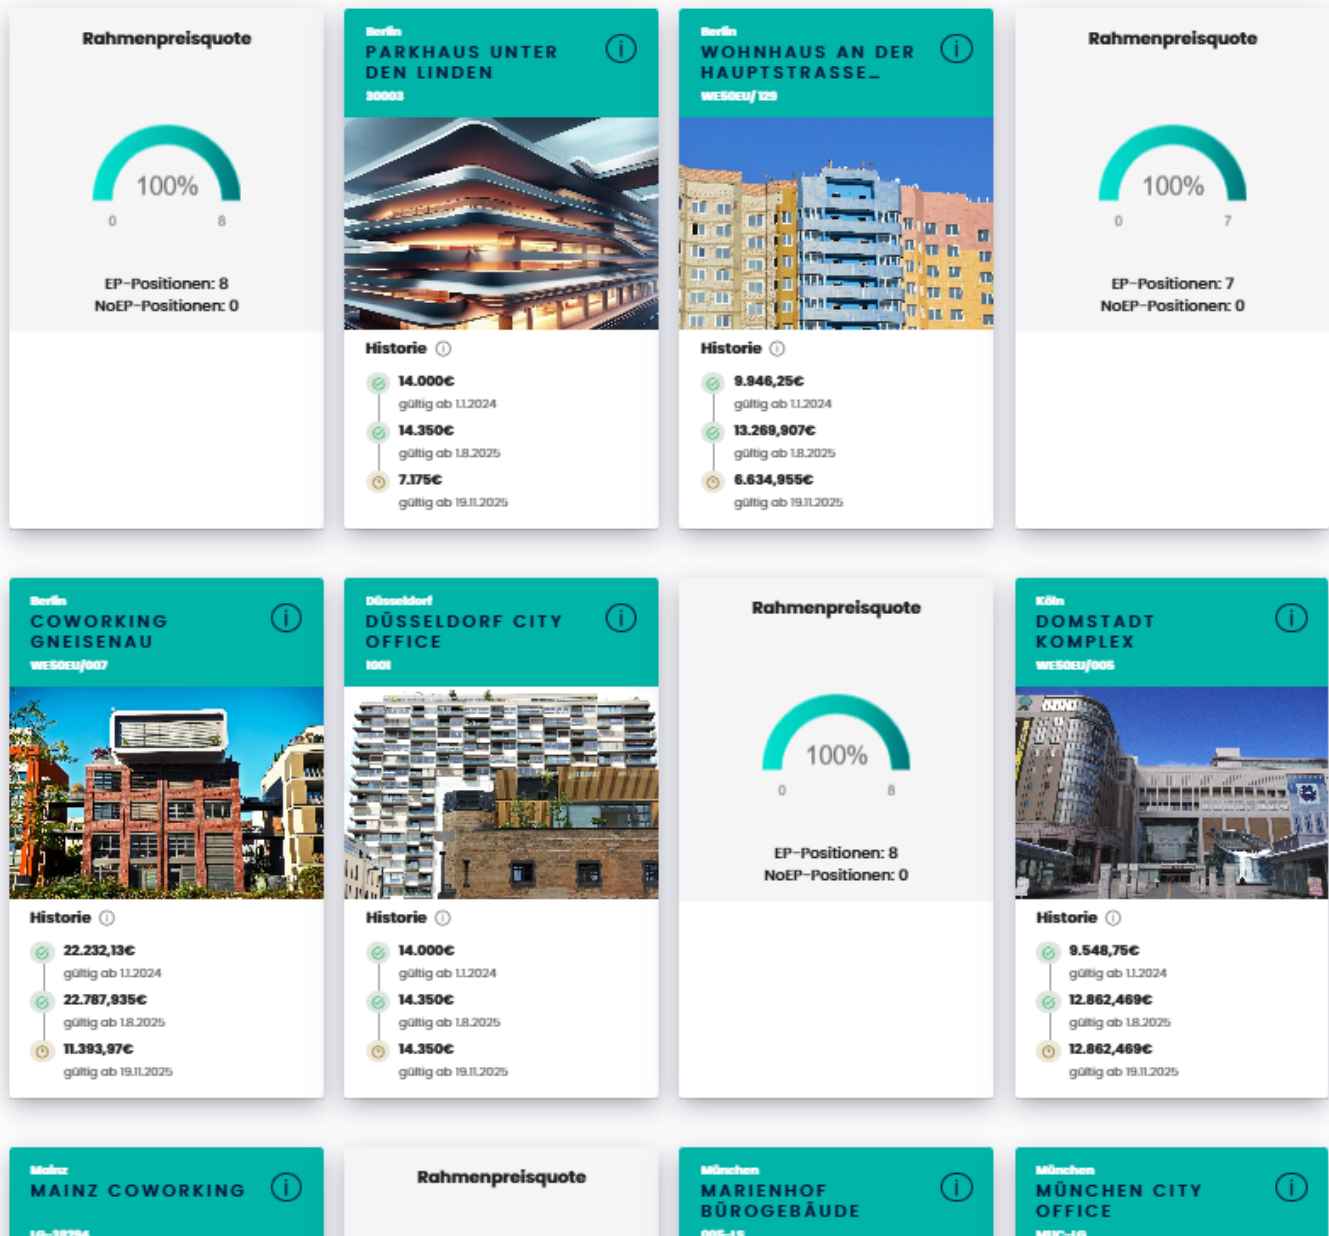 Rahmenpreisquote
100%
0 8
EP-Positionen: 8
NoEP-Positionen: 0
Berlin
PARKHAUS UNTER
DEN LINDEN
30003
Historie
14.000€
gültig ab 1.1.2024
14.350€
gültig ab 1.8.2025
7.175€
gültig ab 19.11.2025
Berlin
WOHNHAUS AN DER
HAUPTSTRASSE…
WE50EU/129
Historie
9.946,25€
gültig ab 1.1.2024
13.269,907€
gültig ab 1.8.2025
6.634,955€
gültig ab 19.11.2025
Rahmenpreisquote
100%
0 7
EP-Positionen: 7
NoEP-Positionen: 0
Berlin
COWORKING
GNEISENAU
WE50EU/007
Historie
22.232,13€
gültig ab 1.1.2024
22.787,935€
gültig ab 1.8.2025
11.393,97€
gültig ab 19.11.2025
Düsseldorf
DÜSSELDORF CITY
OFFICE
1001
Historie
14.000€
gültig ab 1.1.2024
14.350€
gültig ab 1.8.2025
14.350€
gültig ab 19.11.2025
Rahmenpreisquote
100%
0 8
EP-Positionen: 8
NoEP-Positionen: 0
Köln
DOMSTADT
KOMPLEX
WE50EU/005
Historie
9.548,75€
gültig ab 1.1.2024
12.862,469€
gültig ab 1.8.2025
12.862,469€
gültig ab 19.11.2025
Mainz
MAINZ COWORKING
Rahmenpreisquote
München
MARIENHOF
BÜROGEBÄUDE
München
MÜNCHEN CITY
OFFICE